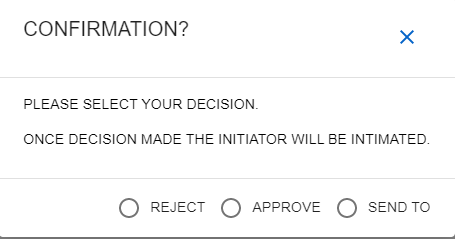 CONFIRMATION?
PLEASE SELECT YOUR DECISION.
ONCE DECISION MADE THE INITIATOR WILL BE INTIMATED.
REJECT APPROVE SEND TO